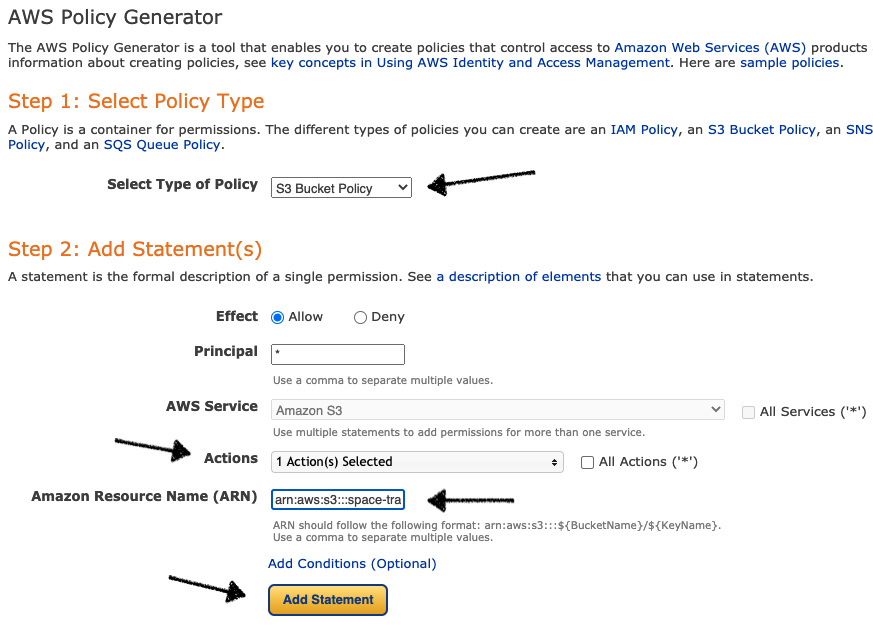 AWS Policy Generator
The AWS Policy Generator is a tool that enables you to create policies that control access to Amazon Web Services (AWS) products
information about creating policies, see key concepts in Using AWS Identity and Access Management. Here are sample policies.
Step 1: Select Policy Type
A Policy is a container for permissions. The different types of policies you can create are an IAM Policy, an S3 Bucket Policy, an SNS
Policy, and an SQS Queue Policy.
Select Type of Policy S3 Bucket Policy
Step 2: Add Statement(s)
A statement is the formal description of a single permission. See a description of elements that you can use in statements.
Effect Allow Deny
Principal *
Use a comma to separate multiple values.
AWS Service Amazon S3 All Services ('*')
Use multiple statements to add permissions for more than one service.
Actions 1 Action(s) Selected All Actions ('*')
Amazon Resource Name (ARN) arn:aws:s3:::space-tra
ARN should follow the following format: arn:aws:s3:::${BucketName}/${KeyName}.
Use a comma to separate multiple values.
Add Conditions (Optional)
Add Statement